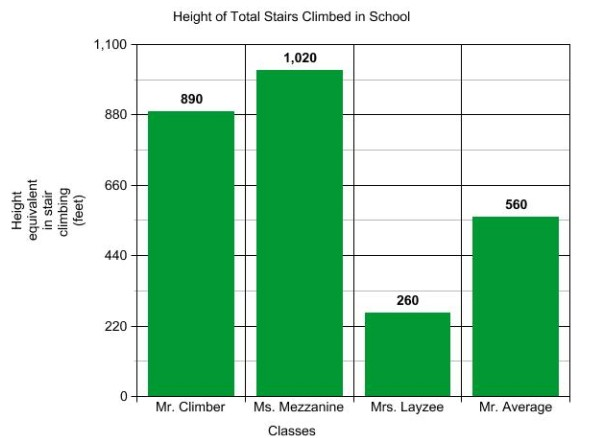 Height of Total Stairs Climbed in School
1,100
880
660
440
220
0
Height
equivalent
in stair
climbing
(feet)
890
1,020
260
560
Mr. Climber
Ms. Mezzanine
Mrs. Layzee
Mr. Average
Classes